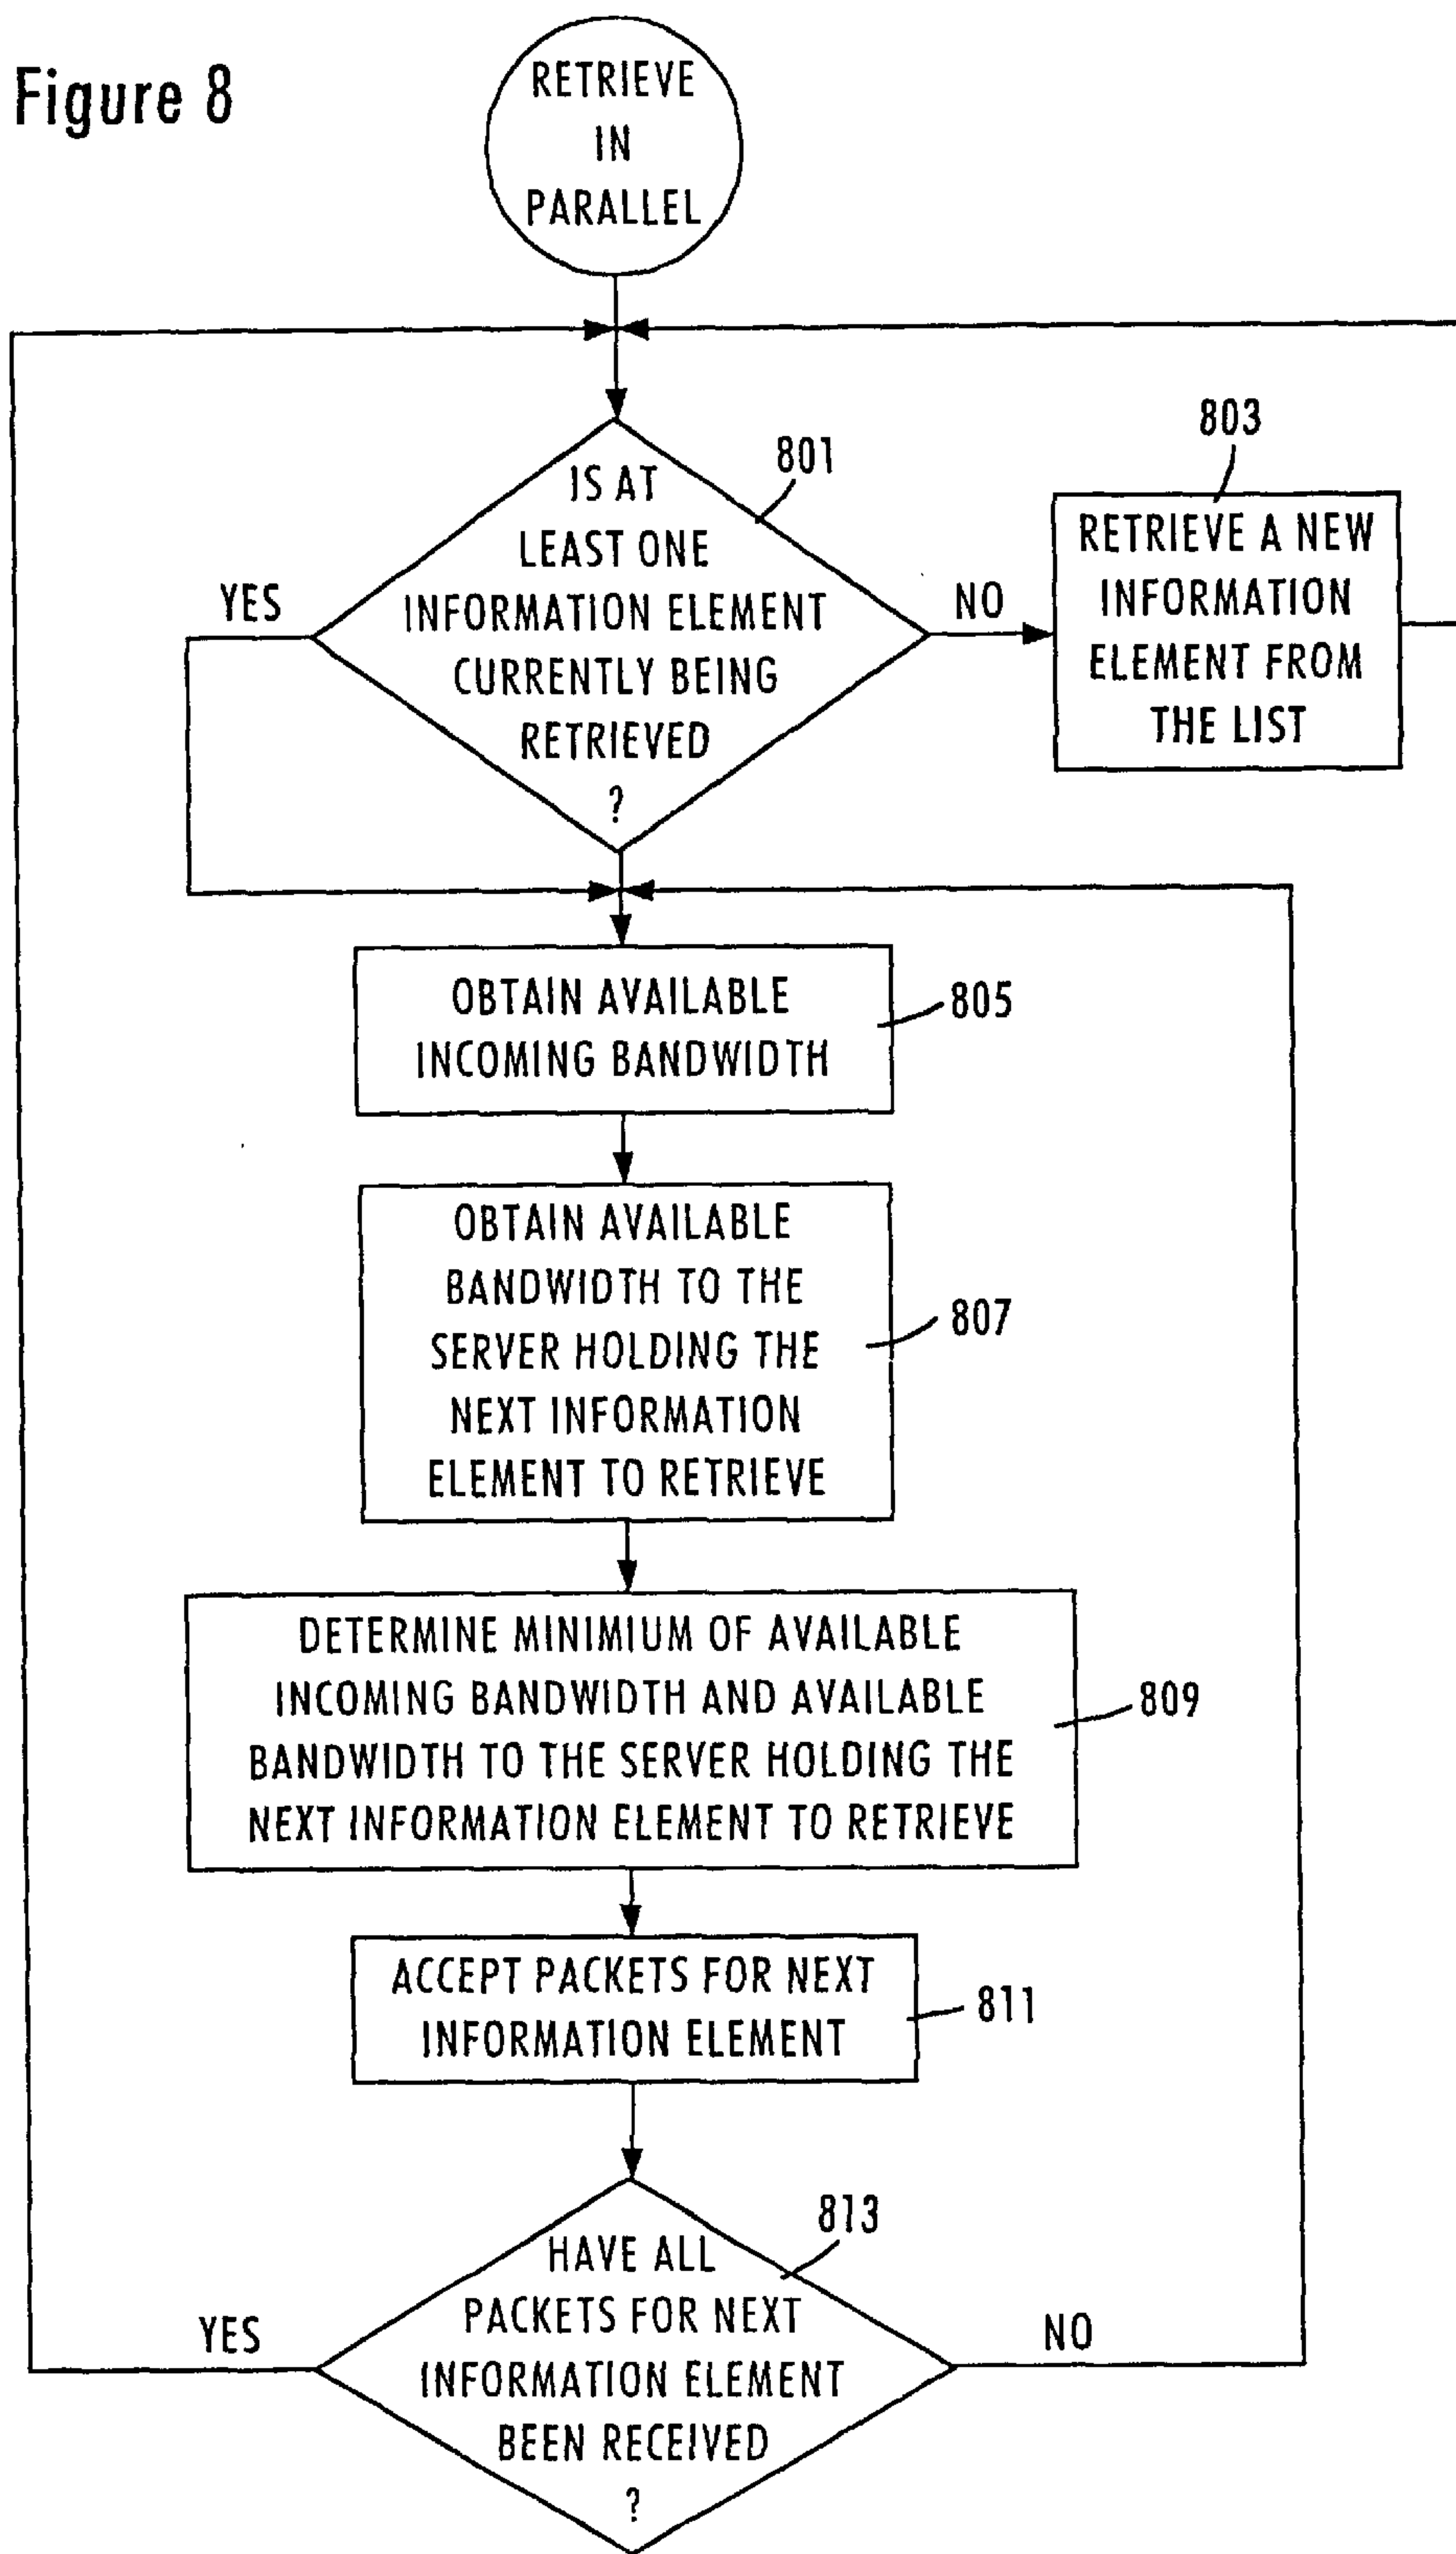 Figure 8
RETRIEVE
IN
PARALLEL
801
IS AT
LEAST ONE
INFORMATION ELEMENT
CURRENTLY BEING
RETRIEVED
?
YES
NO
803
RETRIEVE A NEW
INFORMATION
ELEMENT FROM
THE LIST
OBTAIN AVAILABLE
INCOMING BANDWIDTH
805
OBTAIN AVAILABLE
BANDWIDTH TO THE
SERVER HOLDING THE
NEXT INFORMATION
ELEMENT TO RETRIEVE
807
DETERMINE MINIMIUM OF AVAILABLE
INCOMING BANDWIDTH AND AVAILABLE
BANDWIDTH TO THE SERVER HOLDING THE
NEXT INFORMATION ELEMENT TO RETRIEVE
809
ACCEPT PACKETS FOR NEXT
INFORMATION ELEMENT
811
813
HAVE ALL
PACKETS FOR NEXT
INFORMATION ELEMENT
BEEN RECEIVED
?
YES
NO